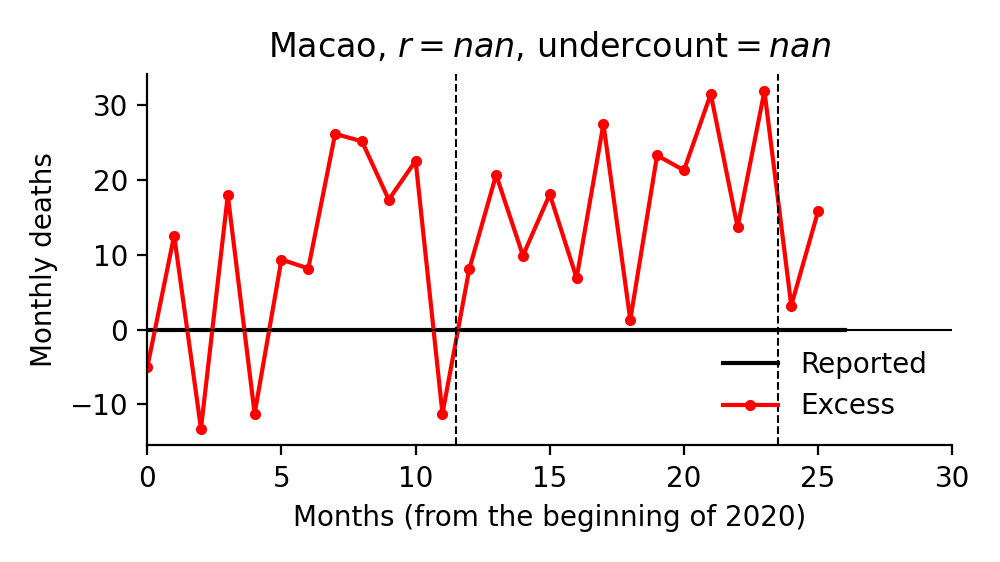 Macao, r = nan, undercount = nan
Monthly deaths
30
20
10
0
−10
Reported
Excess
0 5 10 15 20 25 30
Months (from the beginning of 2020)